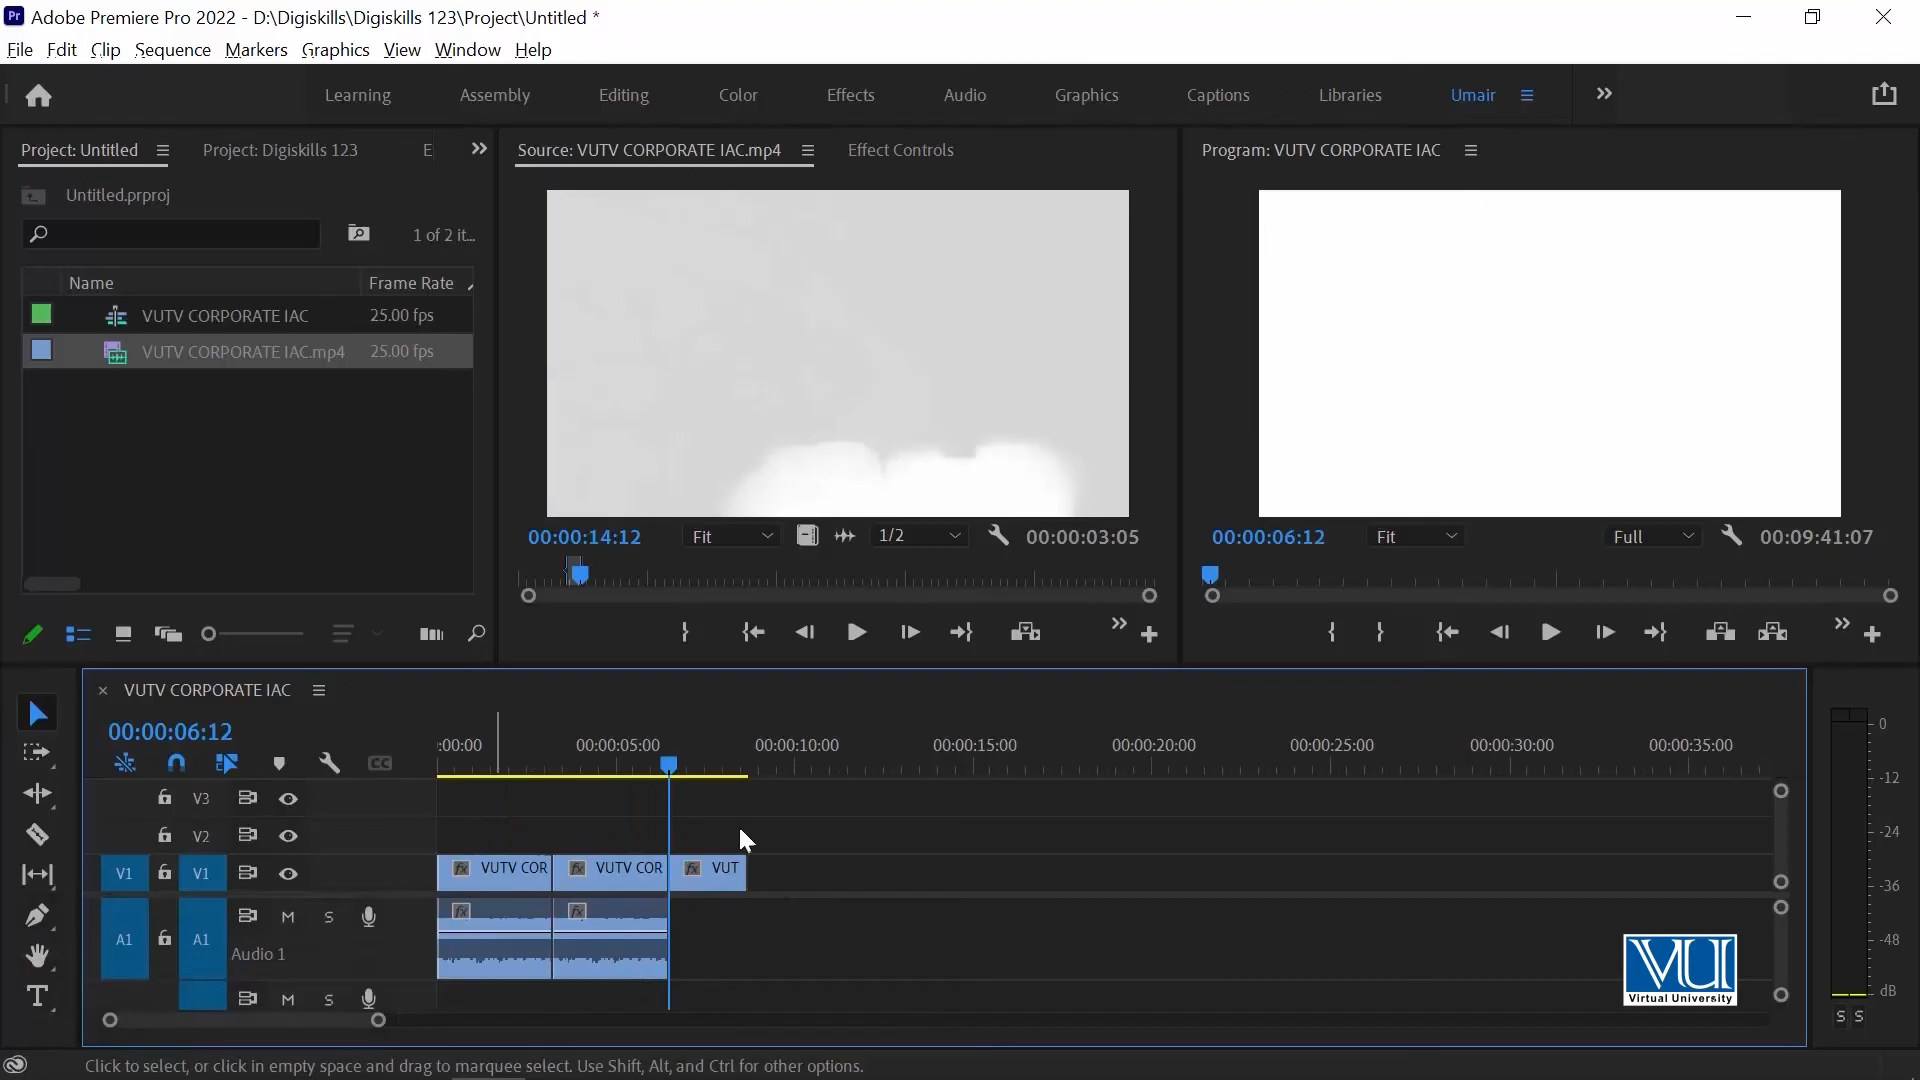 Adobe Premiere Pro 2022 - D:\Digiskills\Digiskills 123\Project\Untitled *
File Edit Clip Sequence Markers Graphics View Window Help
Learning Assembly Editing Color Effects Audio Graphics Captions Libraries Umair
Project: Untitled Project: Digiskills 123 E
Source: VUTV CORPORATE IAC.mp4 Effect Controls
Program: VUTV CORPORATE IAC
Untitled.prproj
1 of 2 it...
Name Frame Rate
VUTV CORPORATE IAC 25.00 fps
VUTV CORPORATE IAC.mp4 25.00 fps
00:00:14:12 Fit 1/2 00:00:03:05
00:00:06:12 Fit Full 00:09:41:07
VUTV CORPORATE IAC
00:00:06:12
:00:00 00:00:05:00 00:00:10:00 00:00:15:00 00:00:20:00 00:00:25:00 00:00:30:00 00:00:35:00
CC
V3
V2
V1 V1 fx VUTV COR fx VUTV COR fx VUT
A1 A1 M S fx fx
Audio 1
M S
0
-12
-24
-36
-48
dB
S S
VU
Virtual University
Click to select, or click in empty space and drag to marquee select. Use Shift, Alt, and Ctrl for other options.